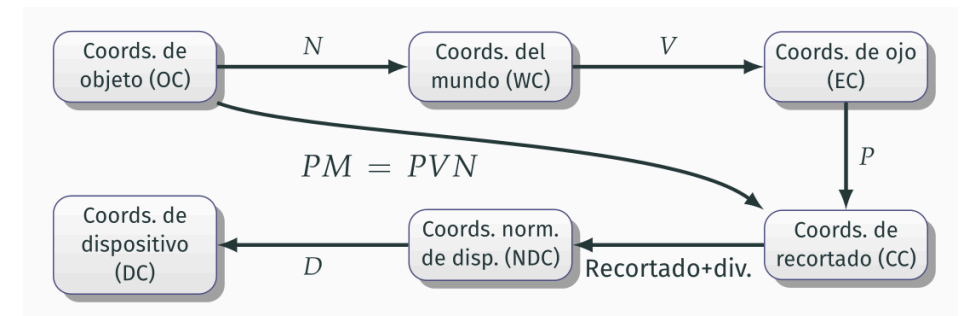 Coords. de
objeto (OC)
N
Coords. del
mundo (WC)
V
Coords. de ojo
(EC)
P
PM = PVN
Coords. de
dispositivo
(DC)
D
Coords. norm.
de disp. (NDC)
Recortado+div.
Coords. de
recortado (CC)